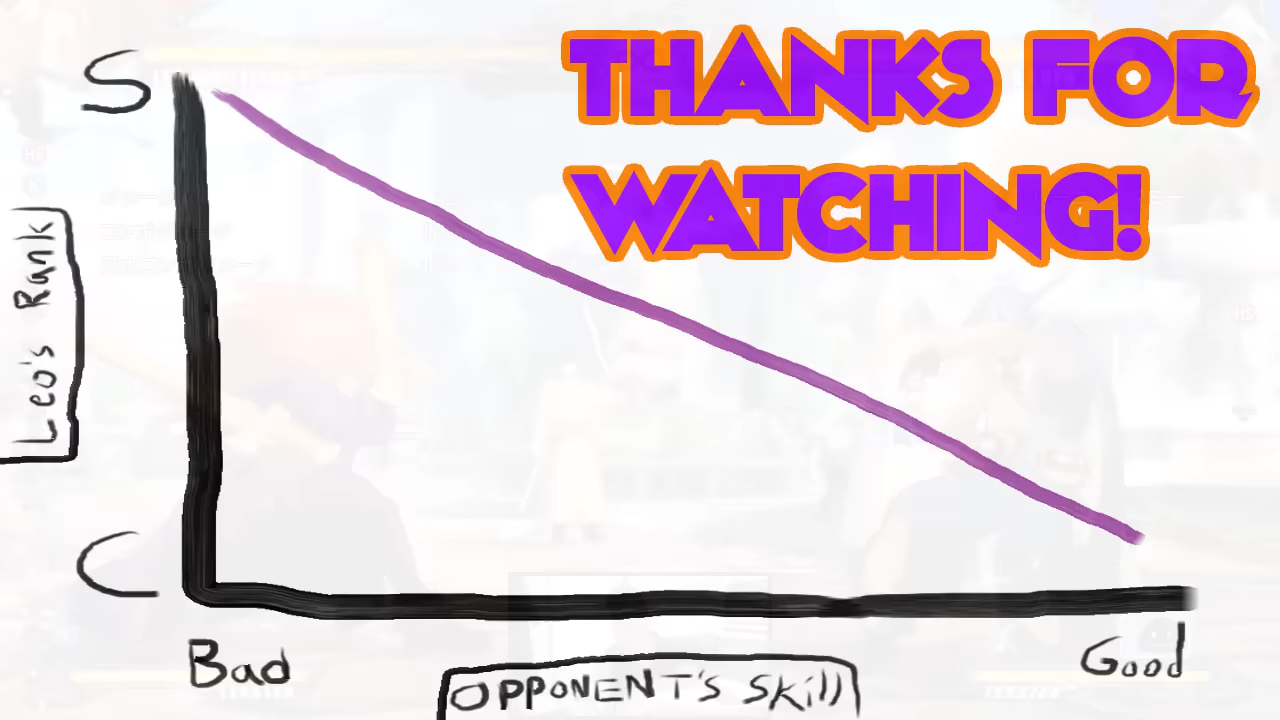 THANKS FOR
WATCHING!
S
Leo's Rank
C
Bad
Good
OPPONENT'S Skill